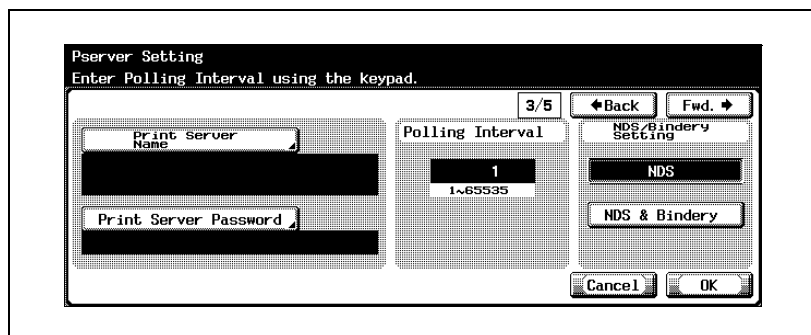 Pserver Setting
Enter Polling Interval using the keypad.
3/5
Back
Fwd.
Print Server
Name
Print Server Password
Polling Interval
1
1~65535
NDS/Bindery
Setting
NDS
NDS & Bindery
Cancel
OK